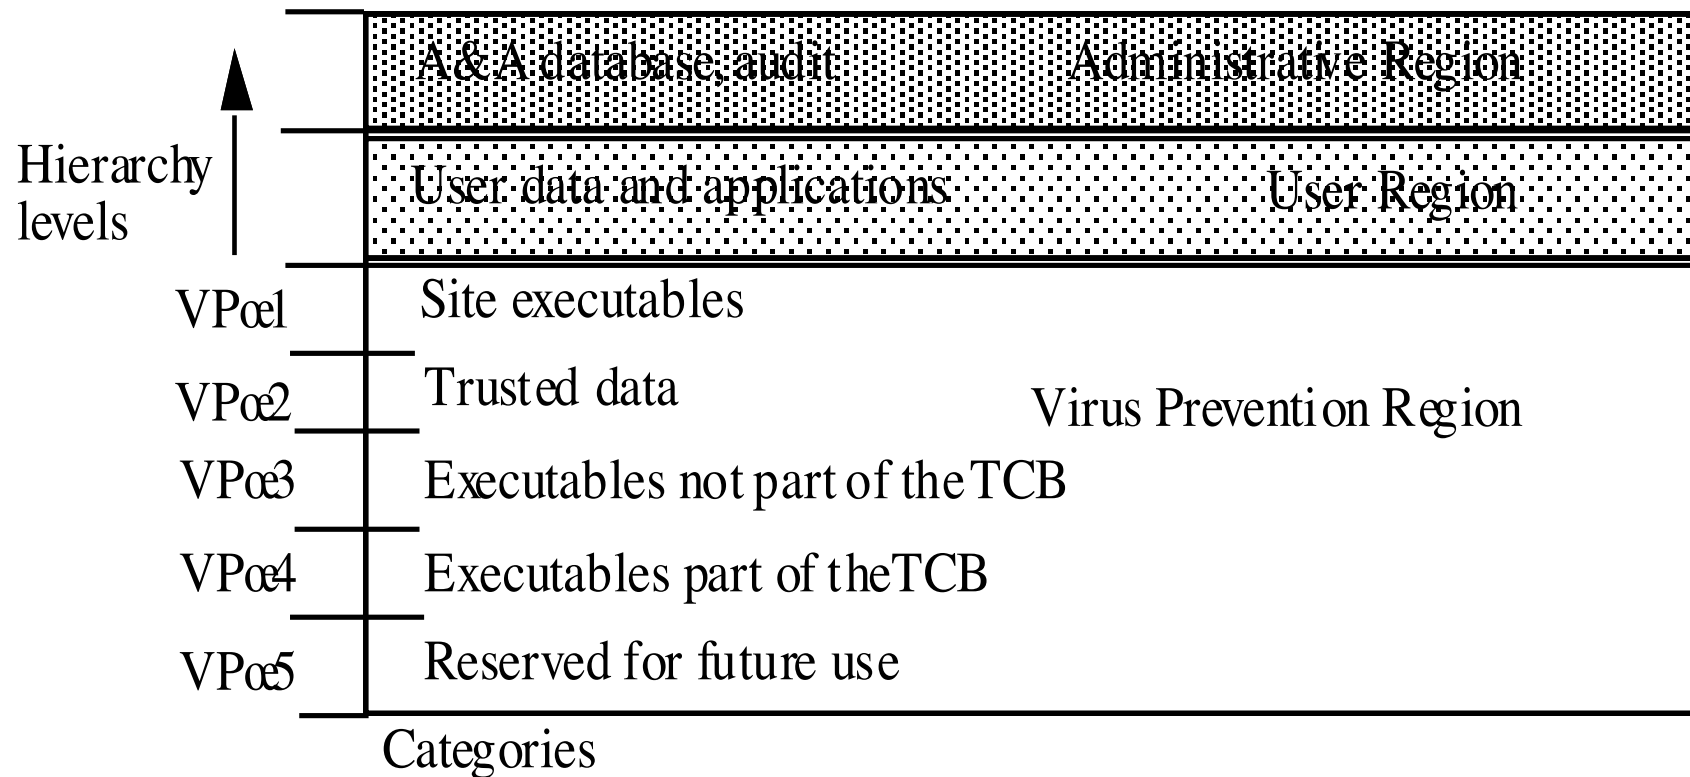 A&A database, audit Administrative Region
Hierarchy
levels
User data and applications User Region
VPœ1 Site executables
VPœ2 Trusted data
Virus Prevention Region
VPœ3 Executables not part of the TCB
VPœ4 Executables part of the TCB
VPœ5 Reserved for future use
Categories